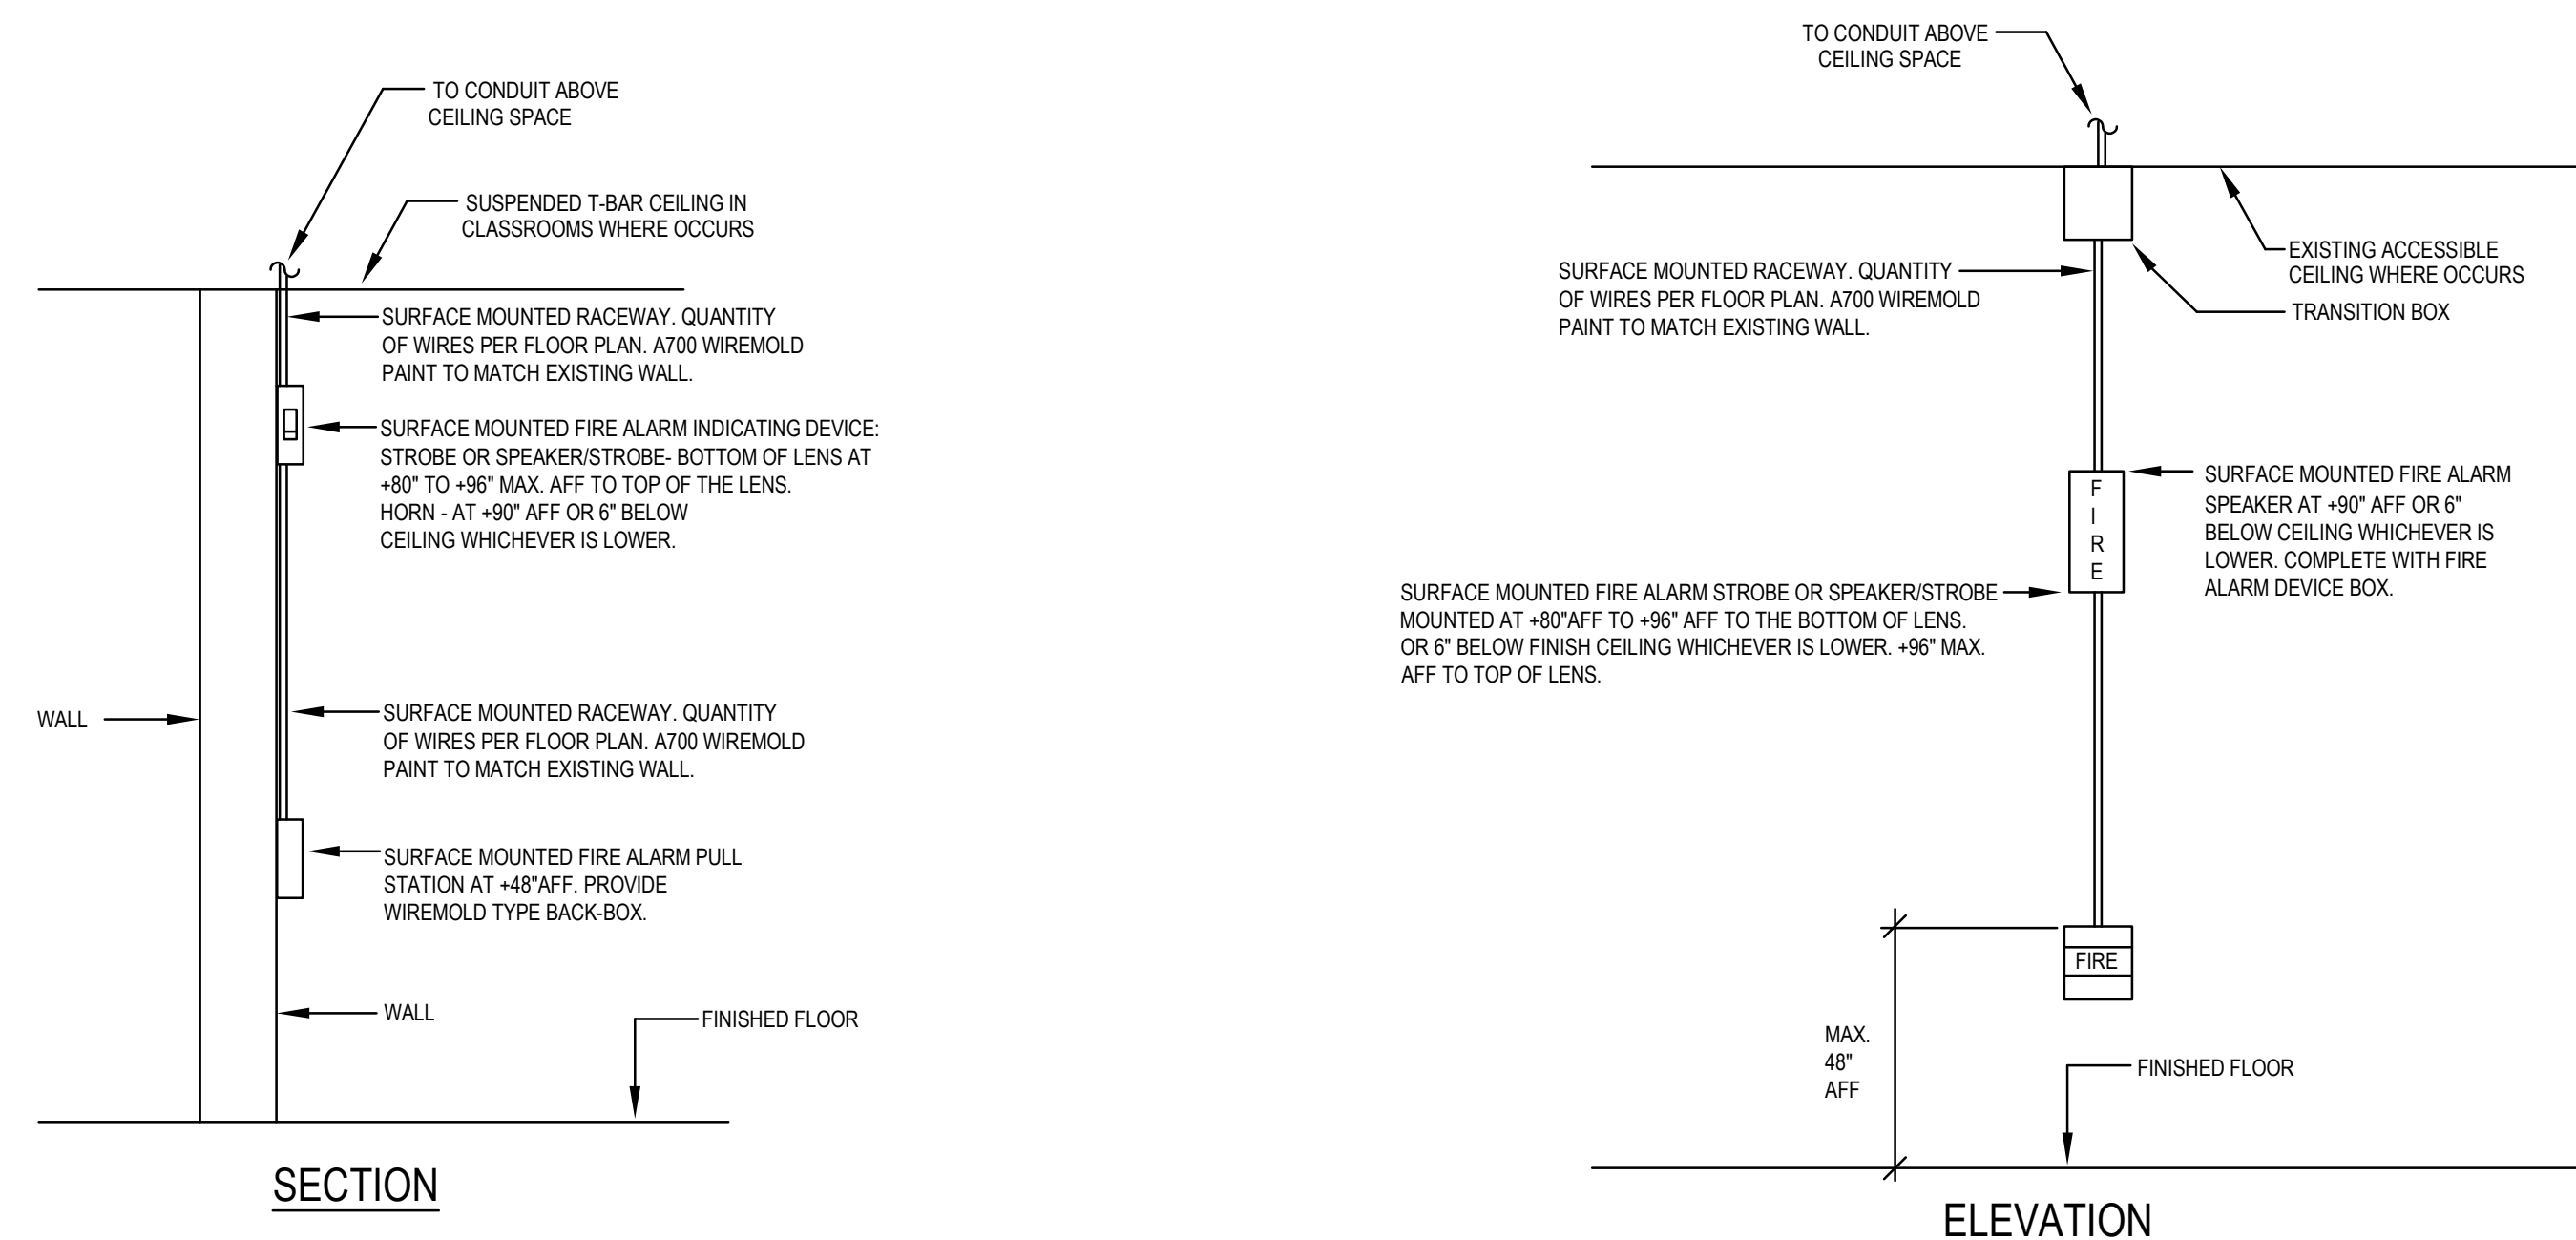 TO CONDUIT ABOVE
CEILING SPACE
SUSPENDED T-BAR CEILING IN
CLASSROOMS WHERE OCCURS
SURFACE MOUNTED RACEWAY. QUANTITY
OF WIRES PER FLOOR PLAN. A700 WIREMOLD
PAINT TO MATCH EXISTING WALL.
SURFACE MOUNTED FIRE ALARM INDICATING DEVICE:
STROBE OR SPEAKER/STROBE- BOTTOM OF LENS AT
+80" TO +96" MAX. AFF TO TOP OF THE LENS.
HORN - AT +90" AFF OR 6" BELOW
CEILING WHICHEVER IS LOWER.
WALL
SURFACE MOUNTED RACEWAY. QUANTITY
OF WIRES PER FLOOR PLAN. A700 WIREMOLD
PAINT TO MATCH EXISTING WALL.
SURFACE MOUNTED FIRE ALARM PULL
STATION AT +48"AFF. PROVIDE
WIREMOLD TYPE BACK-BOX.
WALL
FINISHED FLOOR
SECTION
TO CONDUIT ABOVE
CEILING SPACE
EXISTING ACCESSIBLE
CEILING WHERE OCCURS
TRANSITION BOX
SURFACE MOUNTED RACEWAY. QUANTITY
OF WIRES PER FLOOR PLAN. A700 WIREMOLD
PAINT TO MATCH EXISTING WALL.
F
I
R
E
SURFACE MOUNTED FIRE ALARM
SPEAKER AT +90" AFF OR 6"
BELOW CEILING WHICHEVER IS
LOWER. COMPLETE WITH FIRE
ALARM DEVICE BOX.
SURFACE MOUNTED FIRE ALARM STROBE OR SPEAKER/STROBE
MOUNTED AT +80"AFF TO +96" AFF TO THE BOTTOM OF LENS.
OR 6" BELOW FINISH CEILING WHICHEVER IS LOWER. +96" MAX.
AFF TO TOP OF LENS.
FIRE
MAX.
48"
AFF
FINISHED FLOOR
ELEVATION